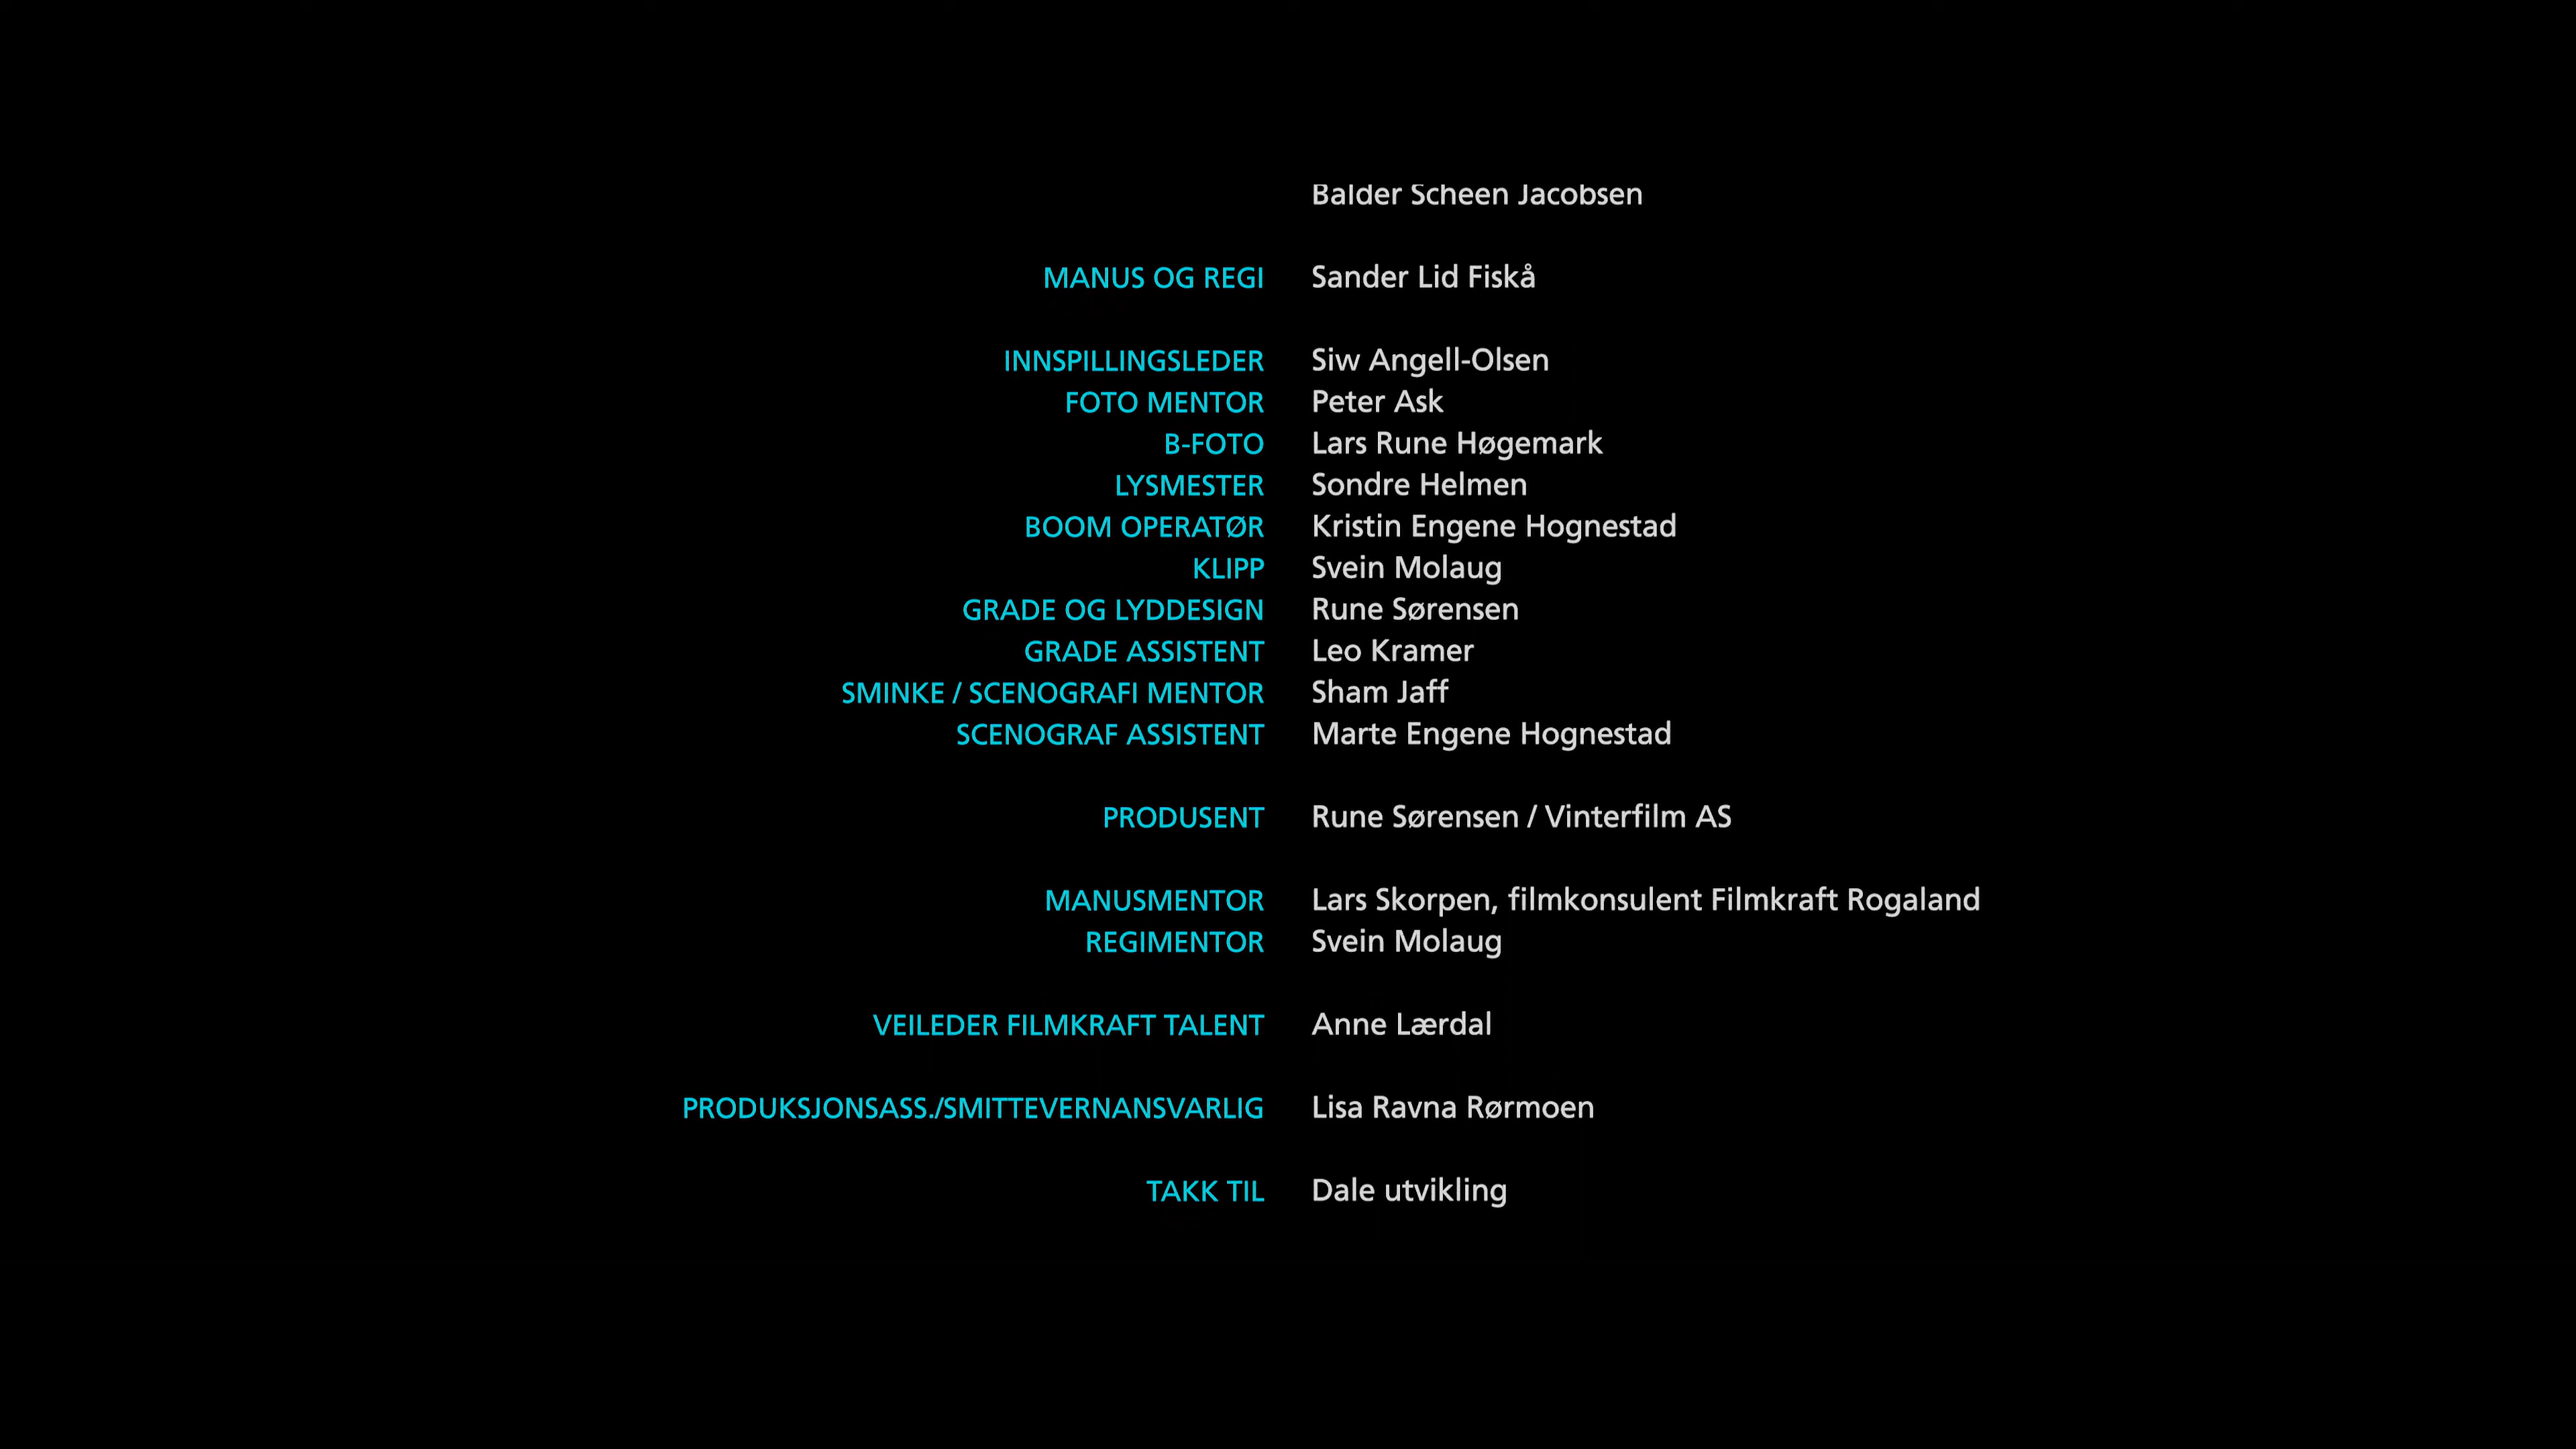 Balder Scheen Jacobsen
MANUS OG REGI Sander Lid Fiskå
INNSPILLINGSLEDER Siw Angell-Olsen
FOTO MENTOR Peter Ask
B-FOTO Lars Rune Høgemark
LYSMESTER Sondre Helmen
BOOM OPERATØR Kristin Engene Hognestad
KLIPP Svein Molaug
GRADE OG LYDDESIGN Rune Sørensen
GRADE ASSISTENT Leo Kramer
SMINKE / SCENOGRAFI MENTOR Sham Jaff
SCENOGRAF ASSISTENT Marte Engene Hognestad
PRODUSENT Rune Sørensen / Vinterfilm AS
MANUSMENTOR Lars Skorpen, filmkonsulent Filmkraft Rogaland
REGIMENTOR Svein Molaug
VEILEDER FILMKRAFT TALENT Anne Lærdal
PRODUKSJONSASS./SMITTEVERNANSVARLIG Lisa Ravna Rørmoen
TAKK TIL Dale utvikling